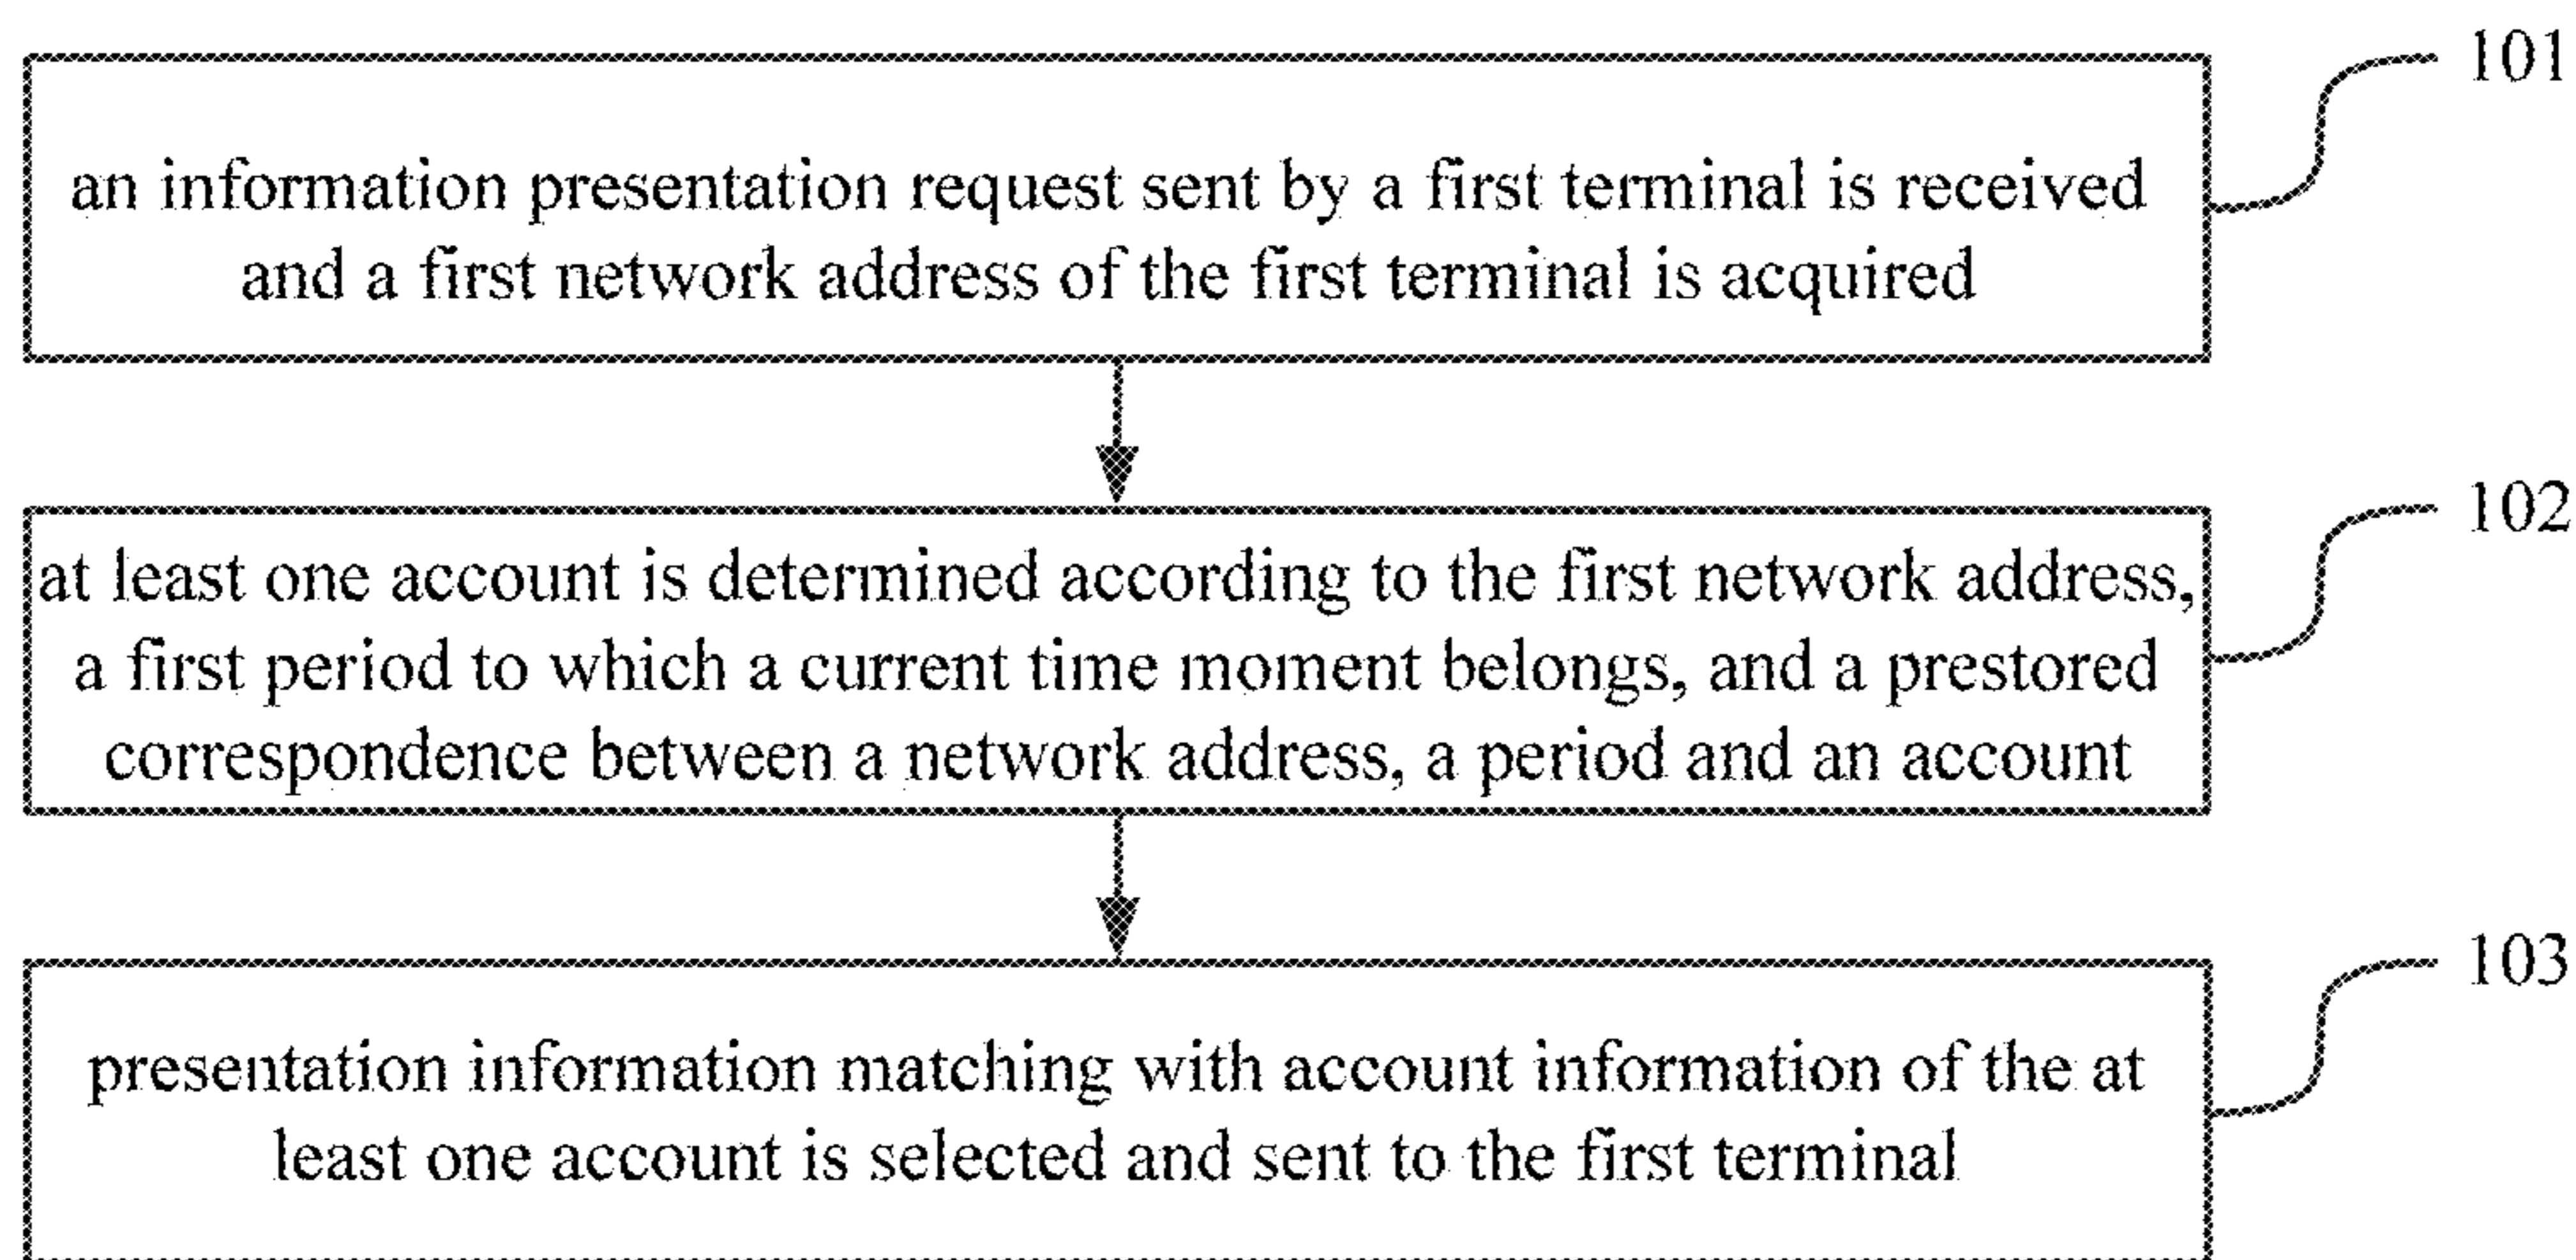 101
an information presentation request sent by a first terminal is received
and a first network address of the first terminal is acquired
102
at least one account is determined according to the first network address,
a first period to which a current time moment belongs, and a prestored
correspondence between a network address, a period and an account
103
presentation information matching with account information of the at
least one account is selected and sent to the first terminal